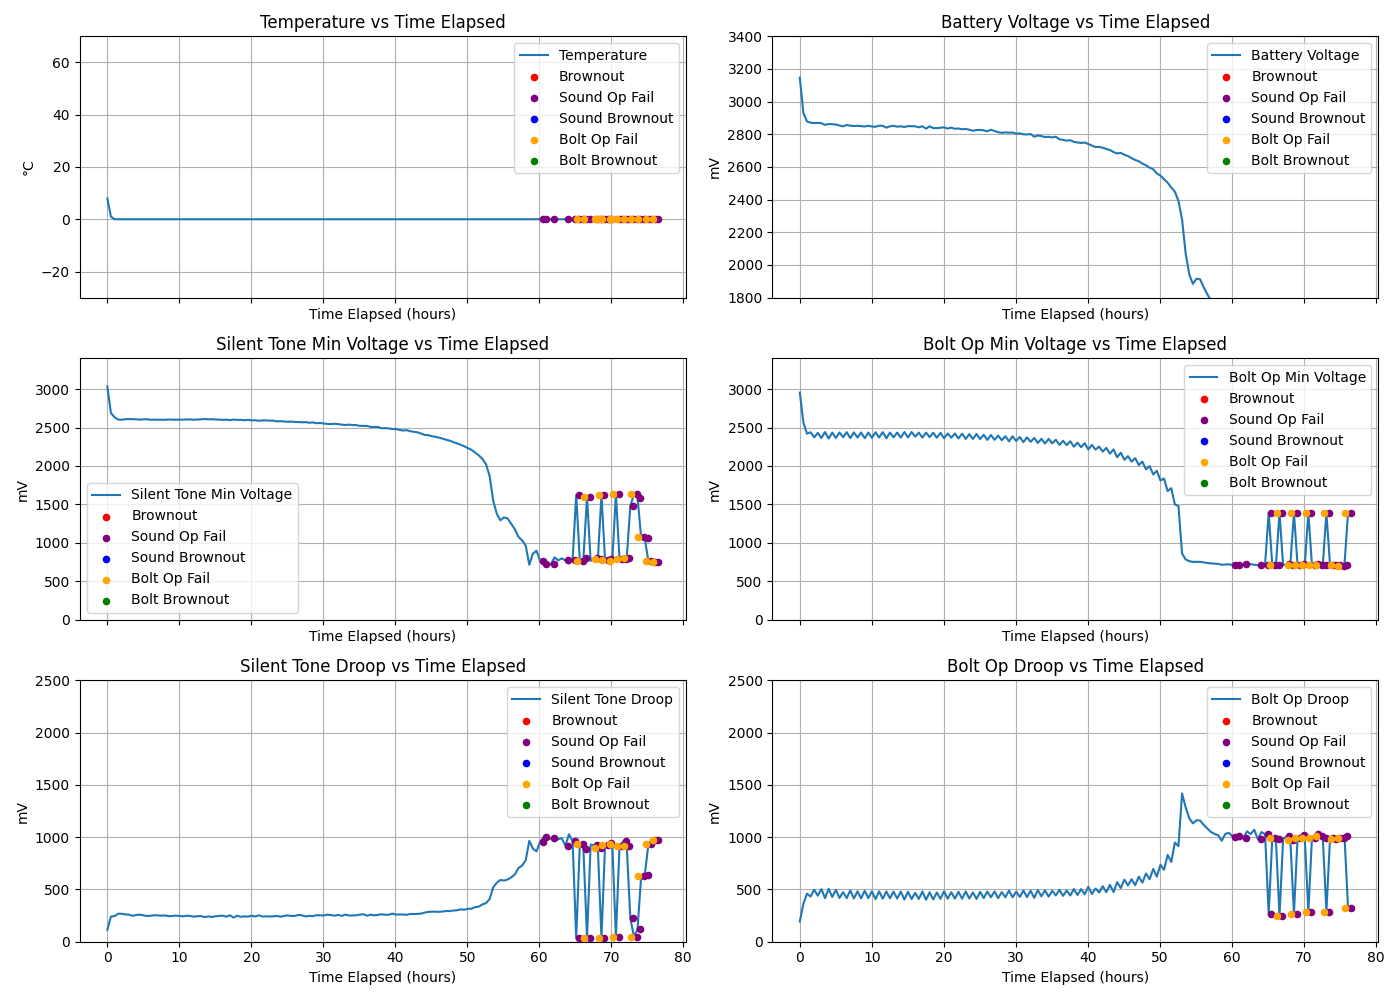 Temperature vs Time Elapsed
60
40
20
0
−20
°C
Temperature
Brownout
Sound Op Fail
Sound Brownout
Bolt Op Fail
Bolt Brownout
Time Elapsed (hours)
Battery Voltage vs Time Elapsed
3400
3200
3000
2800
2600
2400
2200
2000
1800
mV
Battery Voltage
Brownout
Sound Op Fail
Sound Brownout
Bolt Op Fail
Bolt Brownout
Time Elapsed (hours)
Silent Tone Min Voltage vs Time Elapsed
3000
2500
2000
1500
1000
500
0
mV
Silent Tone Min Voltage
Brownout
Sound Op Fail
Sound Brownout
Bolt Op Fail
Bolt Brownout
Time Elapsed (hours)
Bolt Op Min Voltage vs Time Elapsed
3000
2500
2000
1500
1000
500
0
mV
Bolt Op Min Voltage
Brownout
Sound Op Fail
Sound Brownout
Bolt Op Fail
Bolt Brownout
Time Elapsed (hours)
Silent Tone Droop vs Time Elapsed
2500
2000
1500
1000
500
0
mV
Silent Tone Droop
Brownout
Sound Op Fail
Sound Brownout
Bolt Op Fail
Bolt Brownout
0 10 20 30 40 50 60 70 80
Time Elapsed (hours)
Bolt Op Droop vs Time Elapsed
2500
2000
1500
1000
500
0
mV
Bolt Op Droop
Brownout
Sound Op Fail
Sound Brownout
Bolt Op Fail
Bolt Brownout
0 10 20 30 40 50 60 70 80
Time Elapsed (hours)